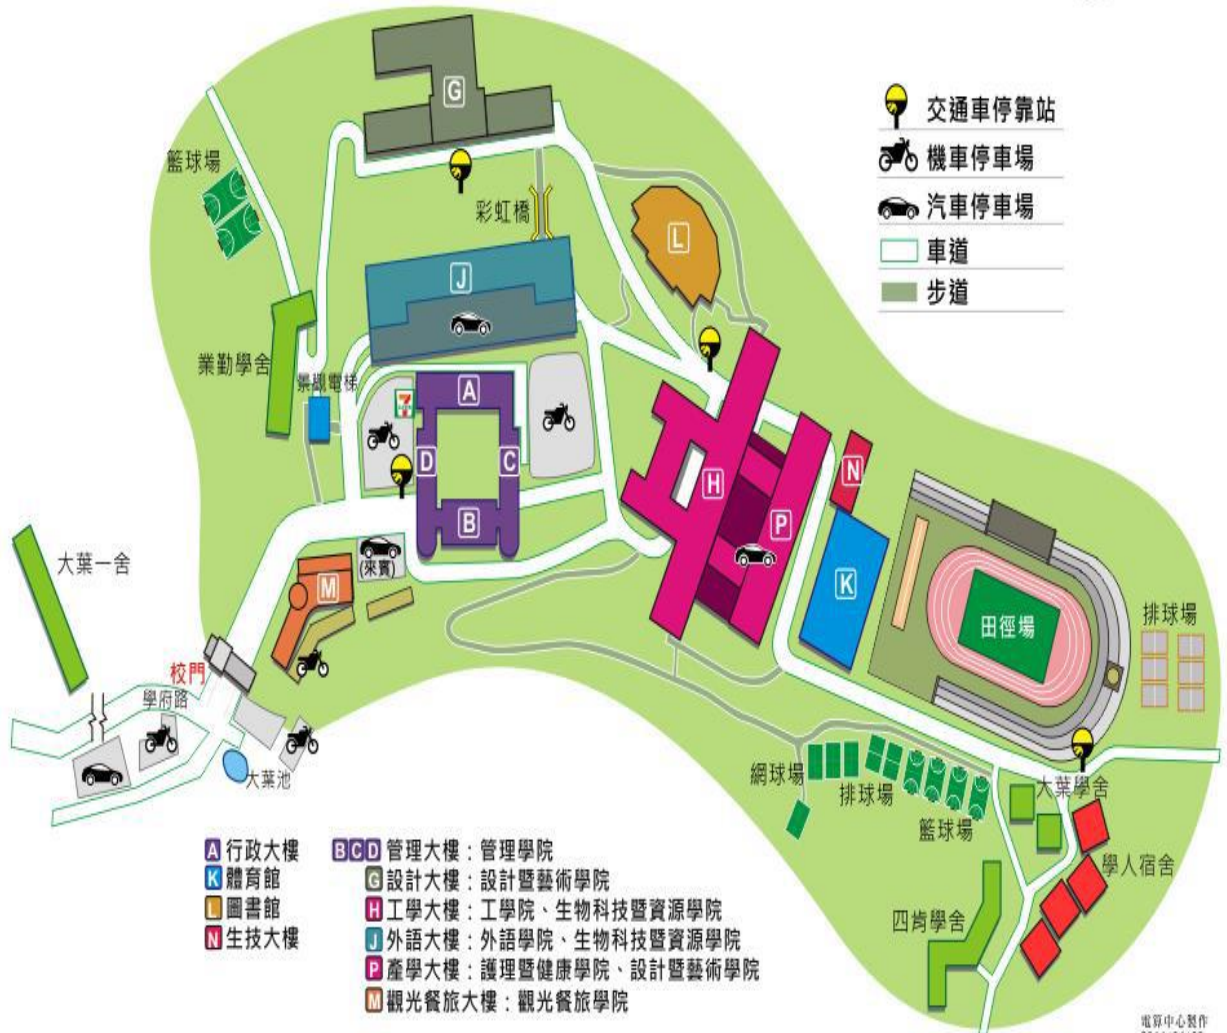 G
交通車停靠站
籃球場
機車停車場
彩虹橋
汽車停車場
L
車道
J
步道
業勤學舍
景觀電梯
A
7
D
C
H
N
B
P
大葉一舍
(來賓)
M
K
田徑場
排球場
校門
學府路
大葉池
網球場
排球場
籃球場
大葉學舍
學人宿舍
四肯學舍
A 行政大樓
K 體育館
L 圖書館
N 生技大樓
B C D 管理大樓：管理學院
G 設計大樓：設計暨藝術學院
H 工學大樓：工學院、生物科技暨資源學院
J 外語大樓：外語學院、生物科技暨資源學院
P 產學大樓：護理暨健康學院、設計暨藝術學院
M 觀光餐旅大樓：觀光餐旅學院
電算中心製作